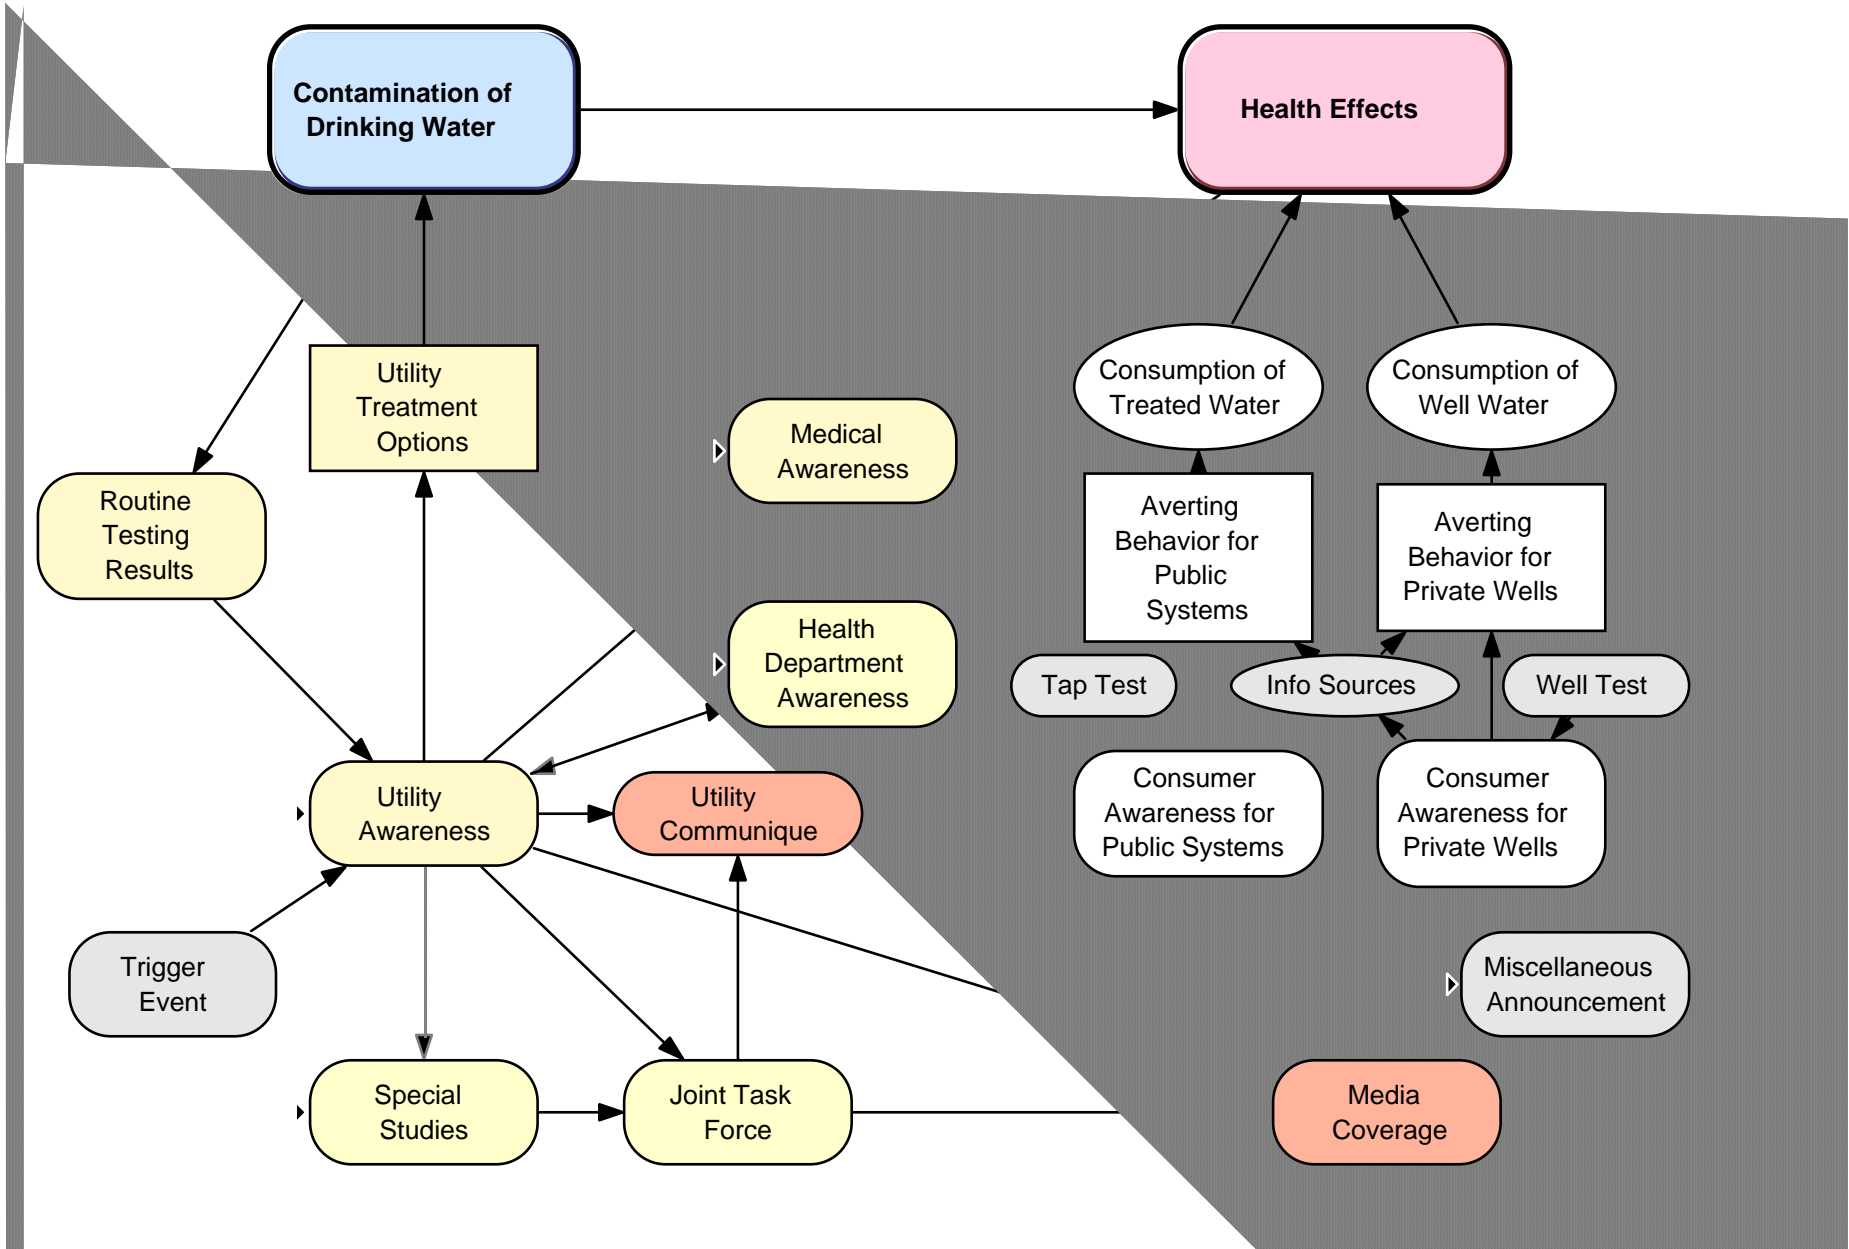 Contamination of
Drinking Water
Health Effects
Utility
Treatment
Options
Consumption of
Treated Water
Consumption of
Well Water
Medical
Awareness
Routine
Testing
Results
Averting
Behavior for
Public
Systems
Averting
Behavior for
Private Wells
Health
Department
Awareness
Tap Test
Info Sources
Well Test
Utility
Awareness
Utility
Communique
Consumer
Awareness for
Public Systems
Consumer
Awareness for
Private Wells
Trigger
Event
Miscellaneous
Announcement
Special
Studies
Joint Task
Force
Media
Coverage